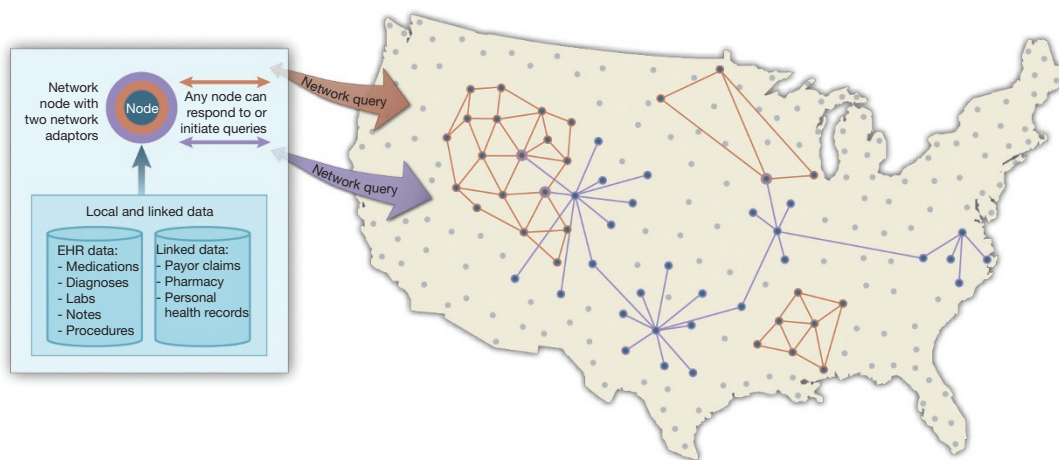 Network
node with
two network
adaptors
Node
Any node can
respond to or
initiate queries
Network query
Network query
Local and linked data
EHR data:
- Medications
- Diagnoses
- Labs
- Notes
- Procedures
Linked data:
- Payor claims
- Pharmacy
- Personal
health records